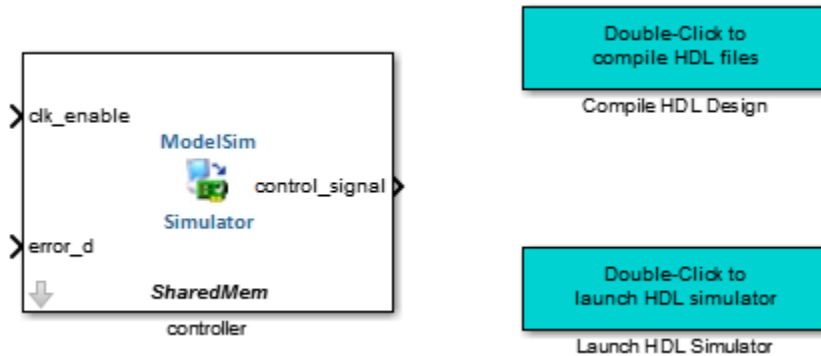 clk_enable
ModelSim
control_signal
Simulator
error_d
SharedMem
controller
Double-Click to
compile HDL files
Compile HDL Design
Double-Click to
launch HDL simulator
Launch HDL Simulator